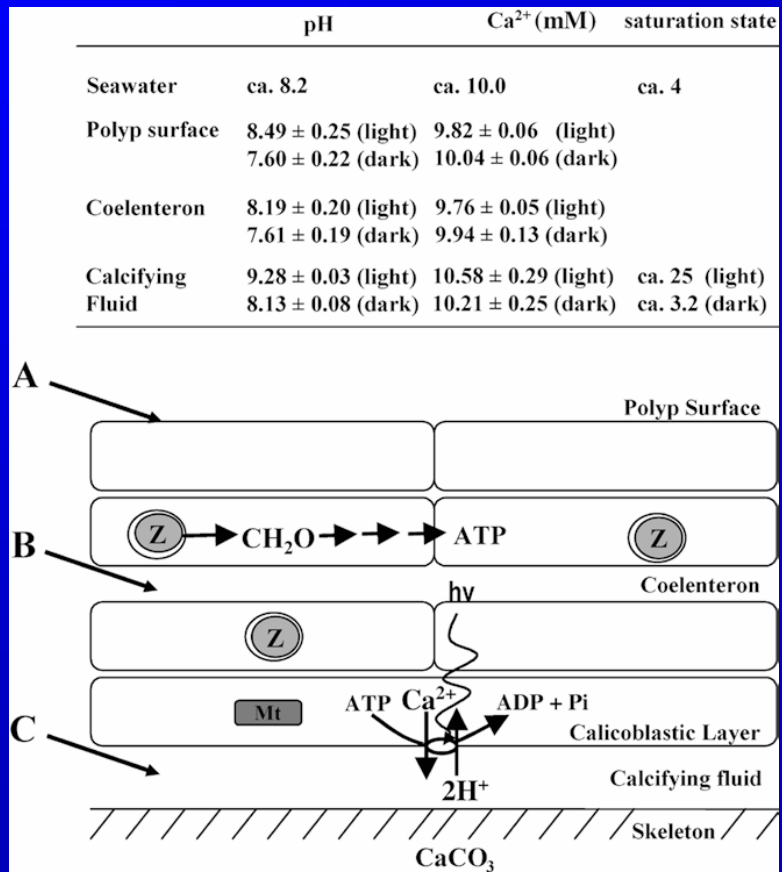 pH Ca²⁺ (mM) saturation state
Seawater ca. 8.2 ca. 10.0 ca. 4
Polyp surface 8.49 ± 0.25 (light) 9.82 ± 0.06 (light)
7.60 ± 0.22 (dark) 10.04 ± 0.06 (dark)
Coelenteron 8.19 ± 0.20 (light) 9.76 ± 0.05 (light)
7.61 ± 0.19 (dark) 9.94 ± 0.13 (dark)
Calcifying 9.28 ± 0.03 (light) 10.58 ± 0.29 (light) ca. 25 (light)
Fluid 8.13 ± 0.08 (dark) 10.21 ± 0.25 (dark) ca. 3.2 (dark)
A
Polyp Surface
Z CH₂O ATP Z
B
Coelenteron
hν
Z
Mt ATP Ca²⁺ ADP + Pi
Calicoblastic Layer
C
Calcifying fluid
2H⁺
Skeleton
CaCO₃